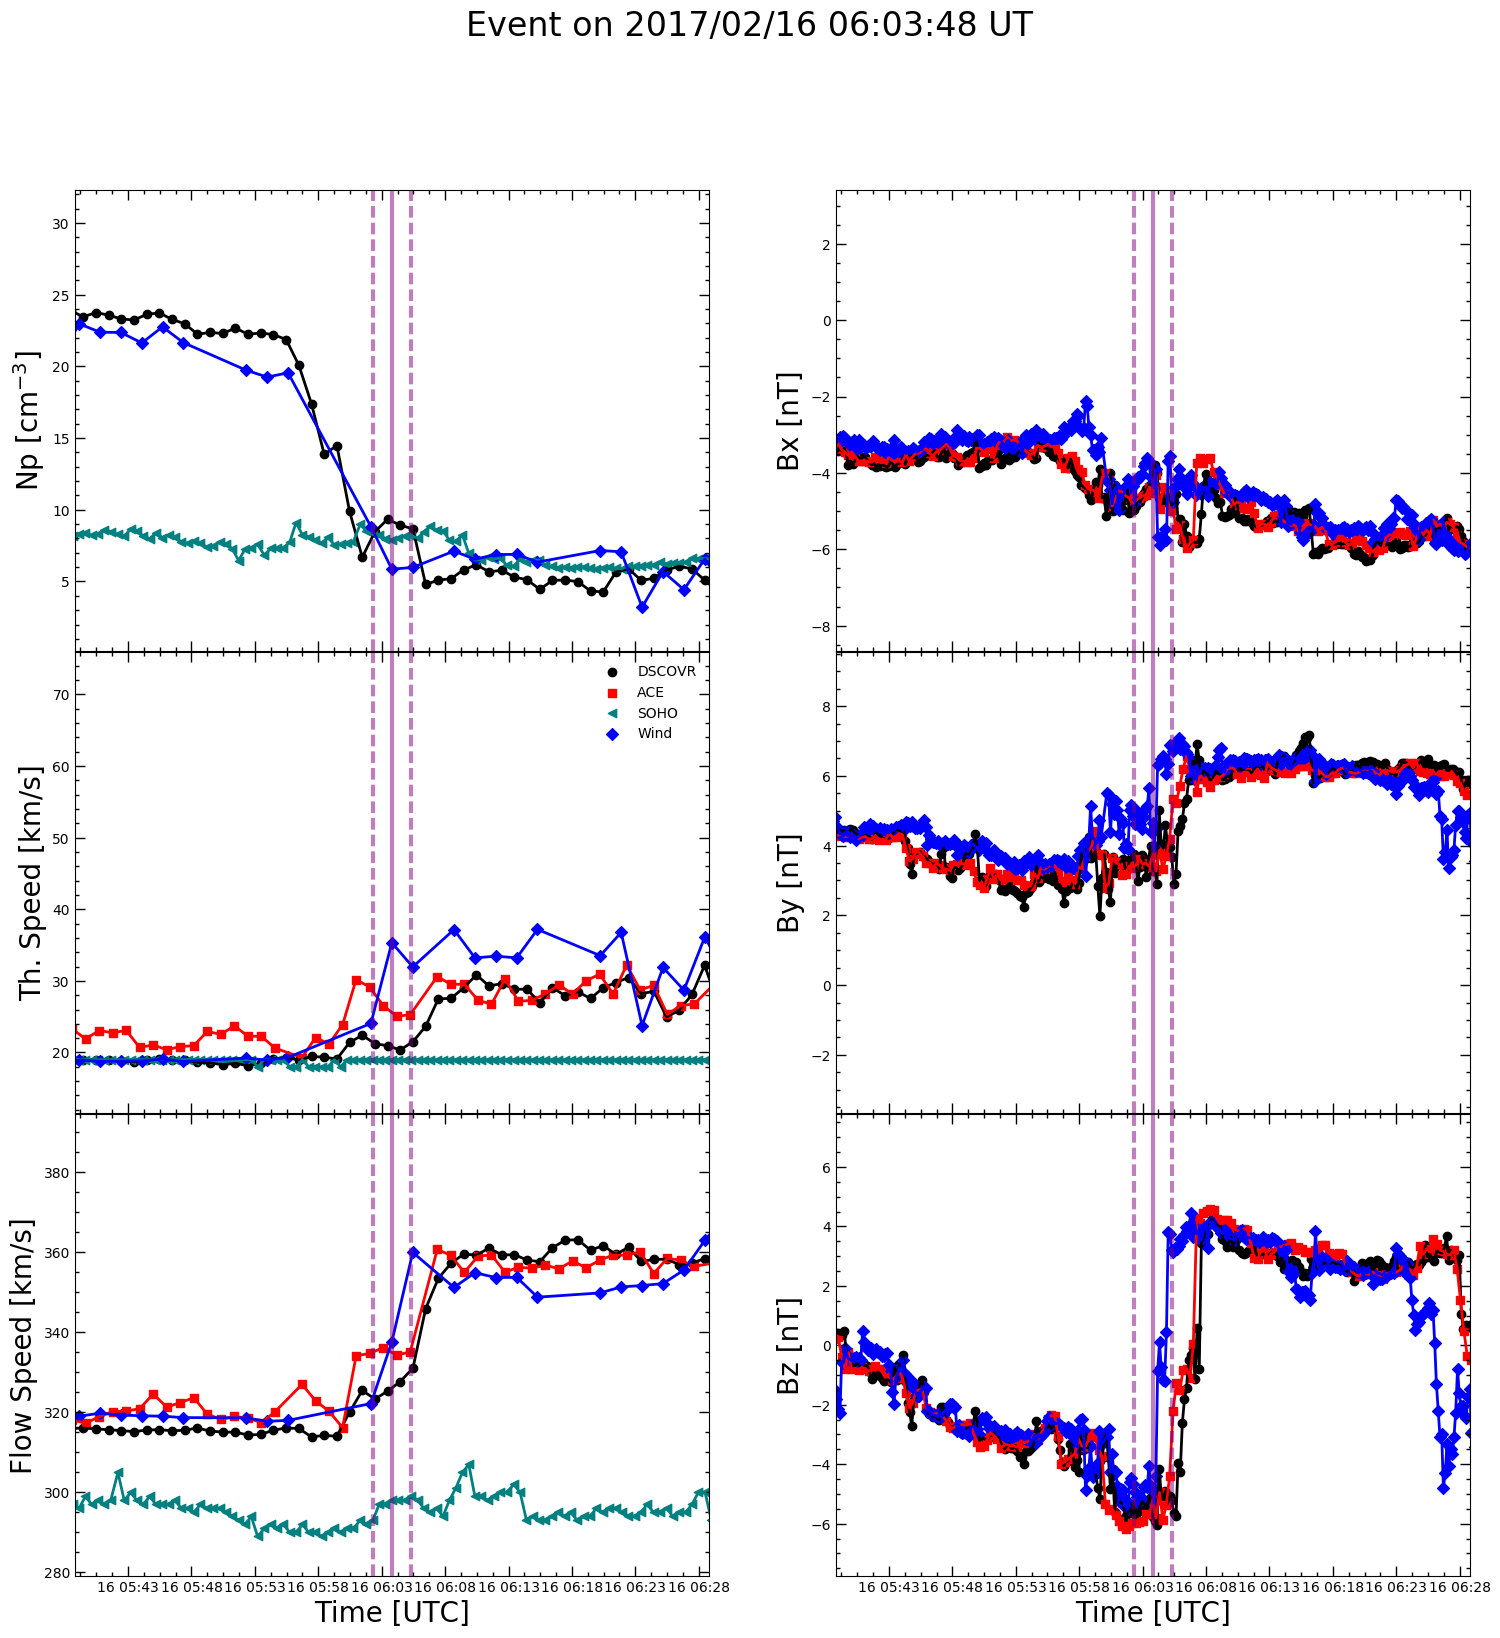 Event on 2017/02/16 06:03:48 UT
Np [cm⁻³]
30
25
20
15
10
5
Th. Speed [km/s]
70
60
50
40
30
20
DSCOVR
ACE
SOHO
Wind
Flow Speed [km/s]
380
360
340
320
300
280
16 05:43 16 05:48 16 05:53 16 05:58 16 06:03 16 06:08 16 06:13 16 06:18 16 06:23 16 06:28
Time [UTC]
Bx [nT]
2
0
−2
−4
−6
−8
By [nT]
8
6
4
2
0
−2
Bz [nT]
6
4
2
0
−2
−4
−6
16 05:43 16 05:48 16 05:53 16 05:58 16 06:03 16 06:08 16 06:13 16 06:18 16 06:23 16 06:28
Time [UTC]